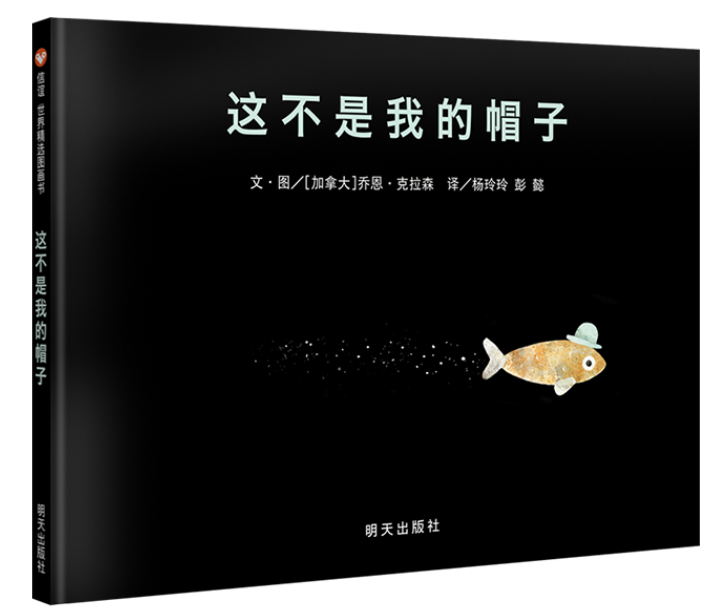 信谊 世界精选图画书
这不是我的帽子
明天出版社
这不是我的帽子
文·图／[加拿大]乔恩·克拉森 译／杨玲玲 彭懿
明天出版社